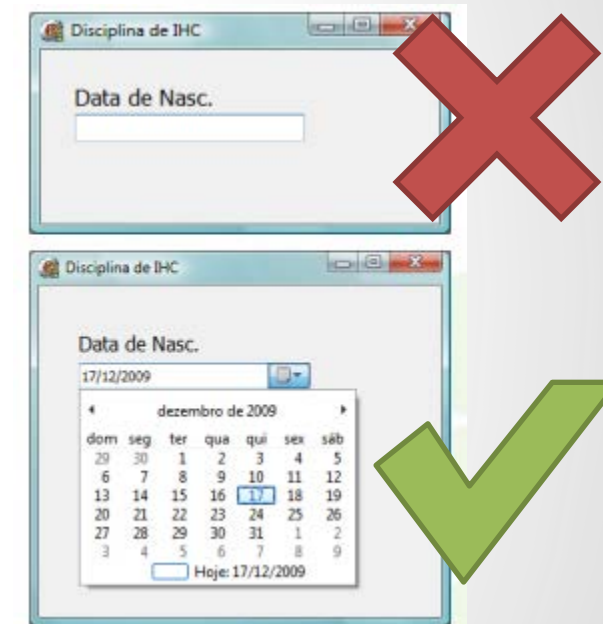 Disciplina de IHC
Data de Nasc.
Disciplina de IHC
Data de Nasc.
17/12/2009
dezembro de 2009
dom seg ter qua qui sex sáb
29 30 1 2 3 4 5
6 7 8 9 10 11 12
13 14 15 16 17 18 19
20 21 22 23 24 25 26
27 28 29 30 31 1 2
3 4 5 6 7 8 9
Hoje: 17/12/2009